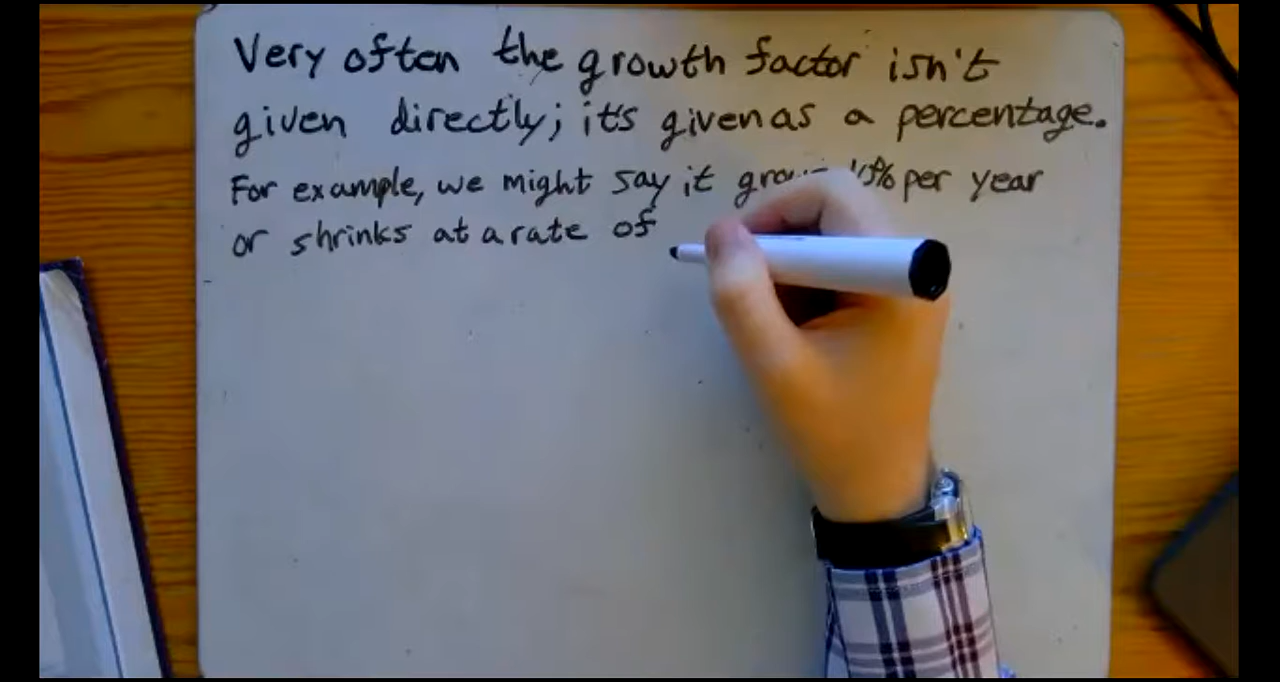 Very often the growth factor isn't
given directly; it's given as a percentage.
For example, we might say it per year
or shrinks at a rate of